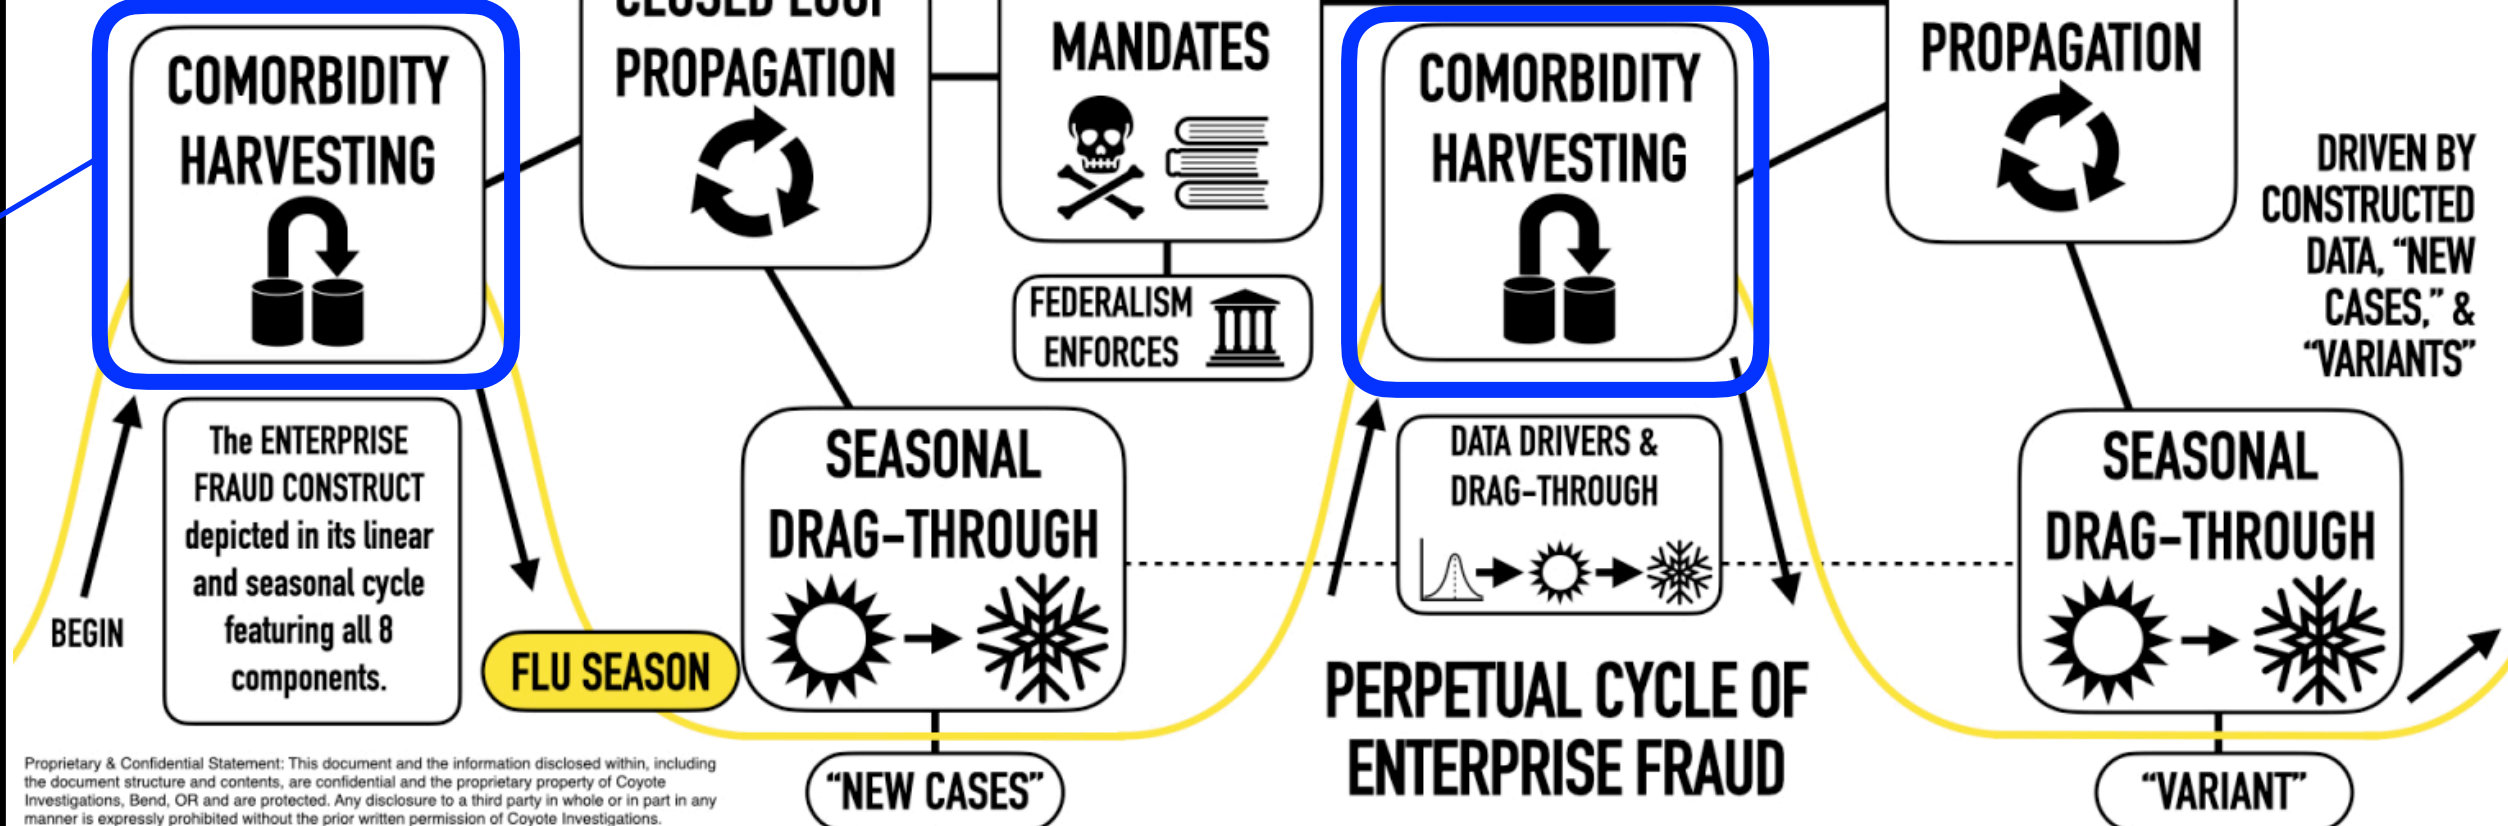 COMORBIDITY
HARVESTING
CLOSED LOOP
PROPAGATION
MANDATES
FEDERALISM
ENFORCES
COMORBIDITY
HARVESTING
PROPAGATION
DRIVEN BY
CONSTRUCTED
DATA, “NEW
CASES,” &
“VARIANTS”
BEGIN
The ENTERPRISE
FRAUD CONSTRUCT
depicted in its linear
and seasonal cycle
featuring all 8
components.
FLU SEASON
SEASONAL
DRAG-THROUGH
“NEW CASES”
DATA DRIVERS &
DRAG-THROUGH
PERPETUAL CYCLE OF
ENTERPRISE FRAUD
SEASONAL
DRAG-THROUGH
“VARIANT”
Proprietary & Confidential Statement: This document and the information disclosed within, including
the document structure and contents, are confidential and the proprietary property of Coyote
Investigations, Bend, OR and are protected. Any disclosure to a third party in whole or in part in any
manner is expressly prohibited without the prior written permission of Coyote Investigations.